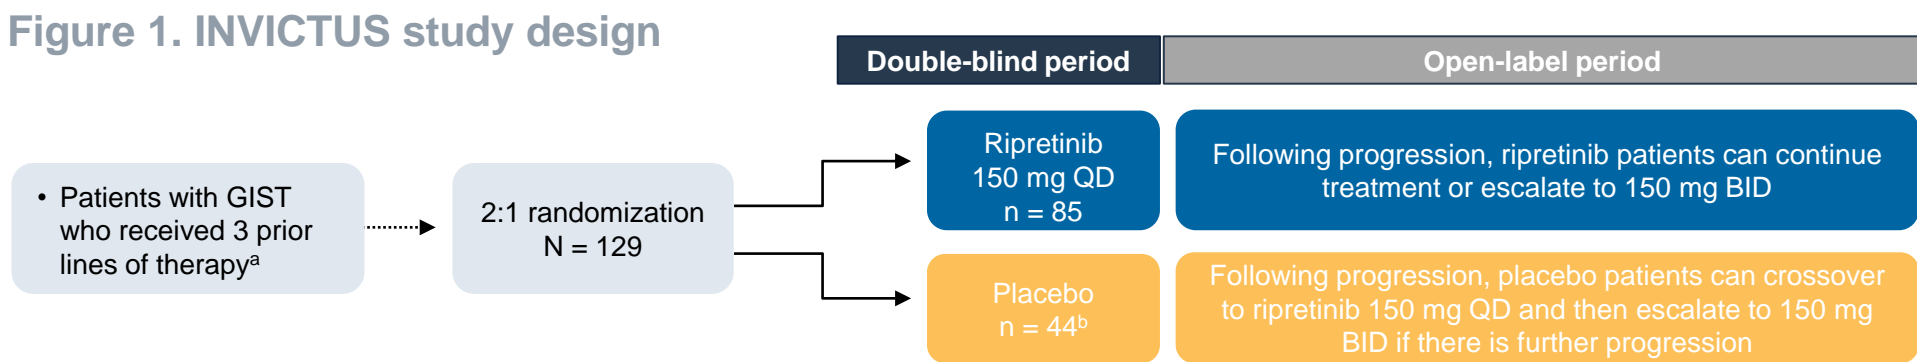 Figure 1. INVICTUS study design
Double-blind period
Open-label period
• Patients with GIST
who received 3 prior
lines of therapyᵃ
2:1 randomization
N = 129
Ripretinib
150 mg QD
n = 85
Following progression, ripretinib patients can continue
treatment or escalate to 150 mg BID
Placebo
n = 44ᵇ
Following progression, placebo patients can crossover
to ripretinib 150 mg QD and then escalate to 150 mg
BID if there is further progression